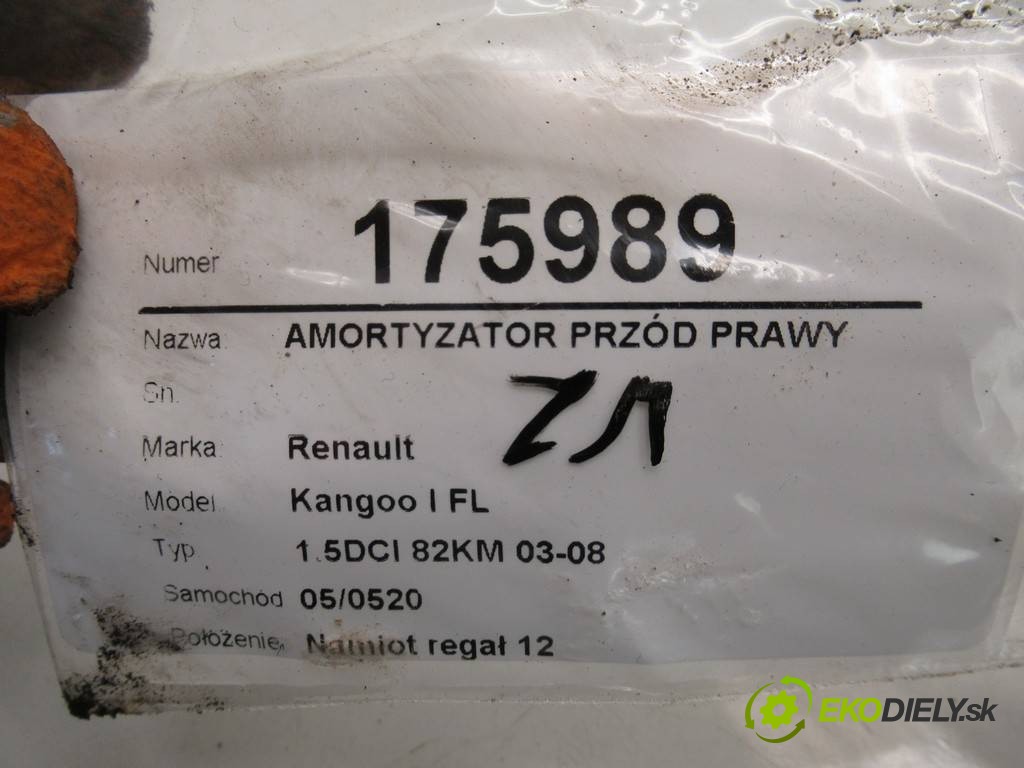 Numer 175989
Nazwa: AMORTYZATOR PRZÓD PRAWY
Sn.
Marka: Renault
Model: Kangoo I FL
Typ 1.5DCI 82KM 03-08
Samochód 05/0520
Położenie: Namiot regał 12
EKODIELY.sk